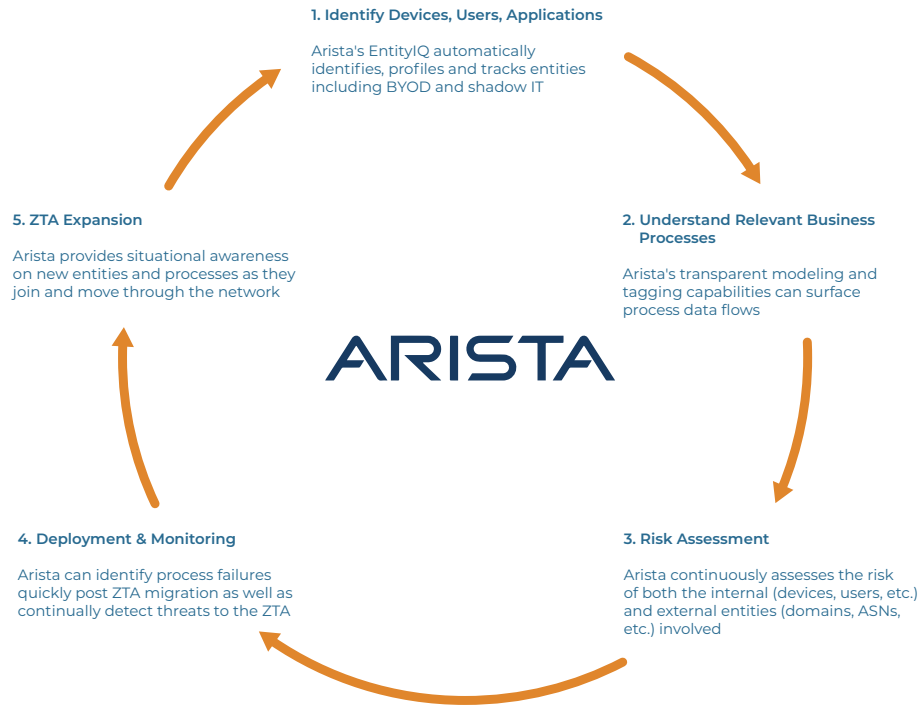 1. Identify Devices, Users, Applications
Arista's EntityIQ automatically
identifies, profiles and tracks entities
including BYOD and shadow IT
2. Understand Relevant Business
Processes
Arista's transparent modeling and
tagging capabilities can surface
process data flows
3. Risk Assessment
Arista continuously assesses the risk
of both the internal (devices, users, etc.)
and external entities (domains, ASNs,
etc.) involved
4. Deployment & Monitoring
Arista can identify process failures
quickly post ZTA migration as well as
continually detect threats to the ZTA
5. ZTA Expansion
Arista provides situational awareness
on new entities and processes as they
join and move through the network
ARISTA